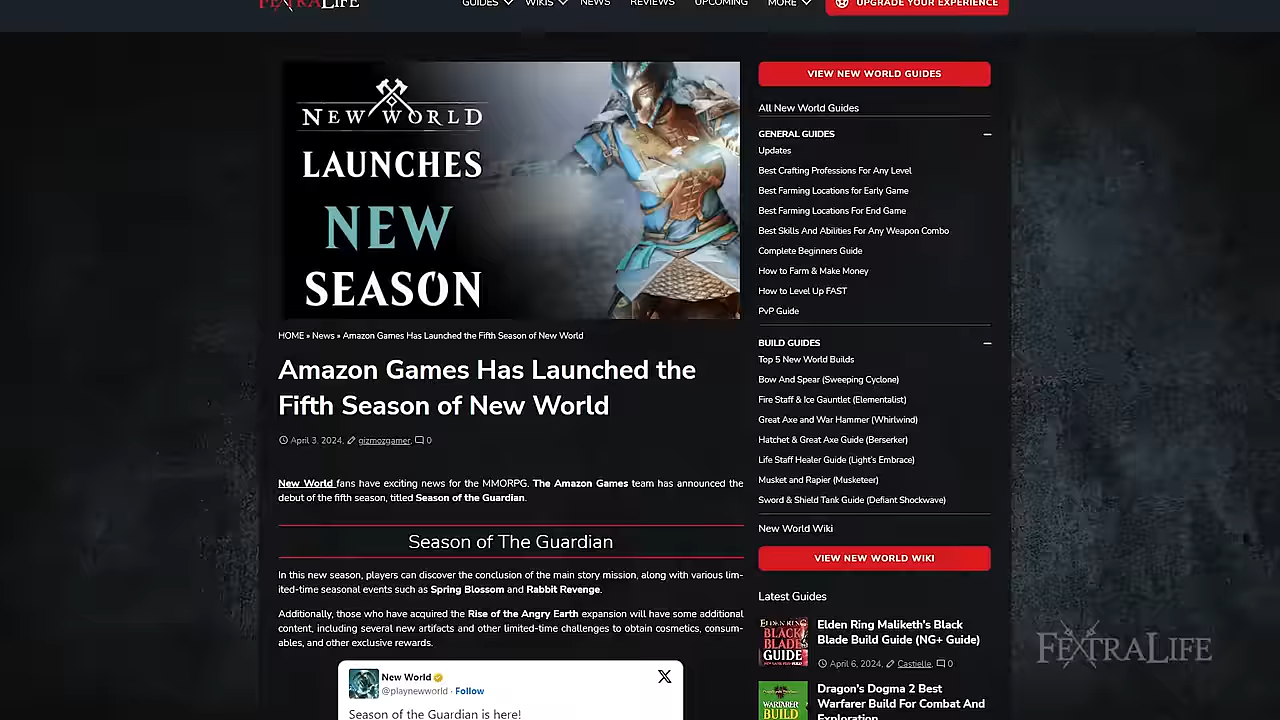 FEXTRALIFE
GUIDES
WIKIS
NEWS
REVIEWS
UPCOMING
MORE
UPGRADE YOUR EXPERIENCE
NEW WORLD
LAUNCHES
NEW
SEASON
HOME » News » Amazon Games Has Launched the Fifth Season of New World
Amazon Games Has Launched the
Fifth Season of New World
April 3, 2024, gizmozgamer, 0
New World fans have exciting news for the MMORPG. The Amazon Games team has announced the
debut of the fifth season, titled Season of the Guardian.
Season of The Guardian
In this new season, players can discover the conclusion of the main story mission, along with various lim-
ited-time seasonal events such as Spring Blossom and Rabbit Revenge.
Additionally, those who have acquired the Rise of the Angry Earth expansion will have some additional
content, including several new artifacts and other limited-time challenges to obtain cosmetics, consum-
ables, and other exclusive rewards.
New World
@playnewworld · Follow
Season of the Guardian is here!
VIEW NEW WORLD GUIDES
All New World Guides
GENERAL GUIDES
Updates
Best Crafting Professions For Any Level
Best Farming Locations for Early Game
Best Farming Locations For End Game
Best Skills And Abilities For Any Weapon Combo
Complete Beginners Guide
How to Farm & Make Money
How to Level Up FAST
PvP Guide
BUILD GUIDES
Top 5 New World Builds
Bow And Spear (Sweeping Cyclone)
Fire Staff & Ice Gauntlet (Elementalist)
Great Axe and War Hammer (Whirlwind)
Hatchet & Great Axe Guide (Berserker)
Life Staff Healer Guide (Light's Embrace)
Musket and Rapier (Musketeer)
Sword & Shield Tank Guide (Defiant Shockwave)
New World Wiki
VIEW NEW WORLD WIKI
Latest Guides
ELDEN RING
BLACK
BLADE
GUIDE
Elden Ring Maliketh's Black
Blade Build Guide (NG+ Guide)
April 6, 2024, Castielle, 0
WARFARER
BUILD
Dragon's Dogma 2 Best
Warfarer Build For Combat And
Exploration
FEXTRALIFE